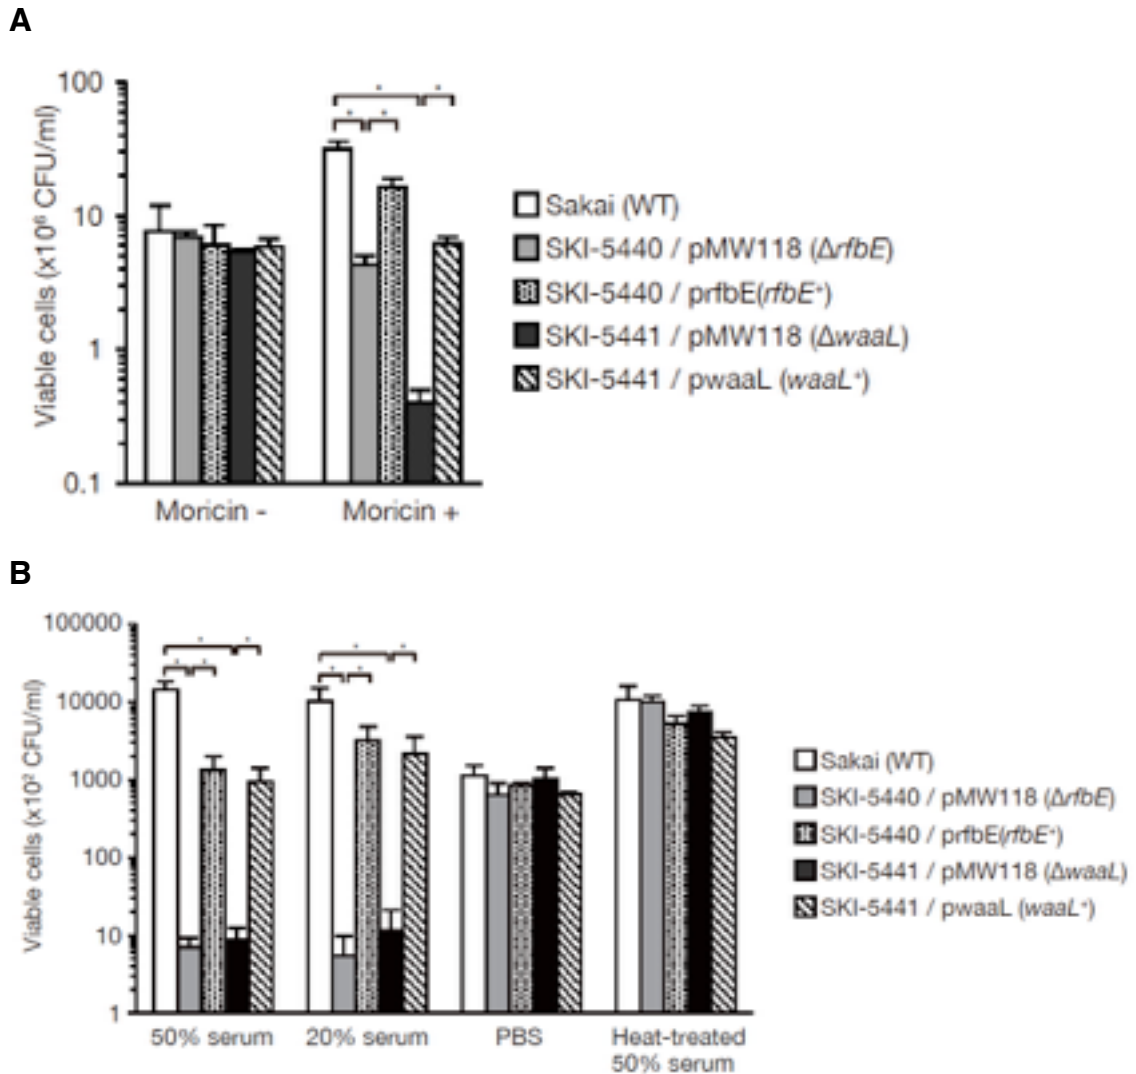 A
Viable cells (x10⁶ CFU/ml)
100
10
1
0.1
* *
* *
Moricin -
Moricin +
Sakai (WT)
SKI-5440 / pMW118 (ΔrfbE)
SKI-5440 / prfbE(rfbE⁺)
SKI-5441 / pMW118 (ΔwaaL)
SKI-5441 / pwaaL (waaL⁺)
B
Viable cells (x10² CFU/ml)
100000
10000
1000
100
10
1
* *
* *
* *
* *
50% serum
20% serum
PBS
Heat-treated
50% serum
Sakai (WT)
SKI-5440 / pMW118 (ΔrfbE)
SKI-5440 / prfbE(rfbE⁺)
SKI-5441 / pMW118 (ΔwaaL)
SKI-5441 / pwaaL (waaL⁺)